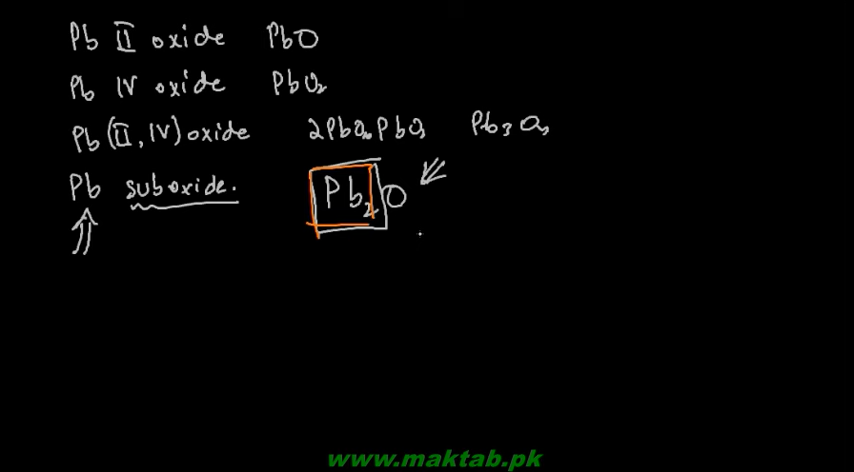 Pb II oxide PbO
Pb IV oxide PbO₂
Pb (II, IV) oxide 2PbO. PbO₂ Pb₃O₄
Pb suboxide. Pb₂O
www.maktab.pk